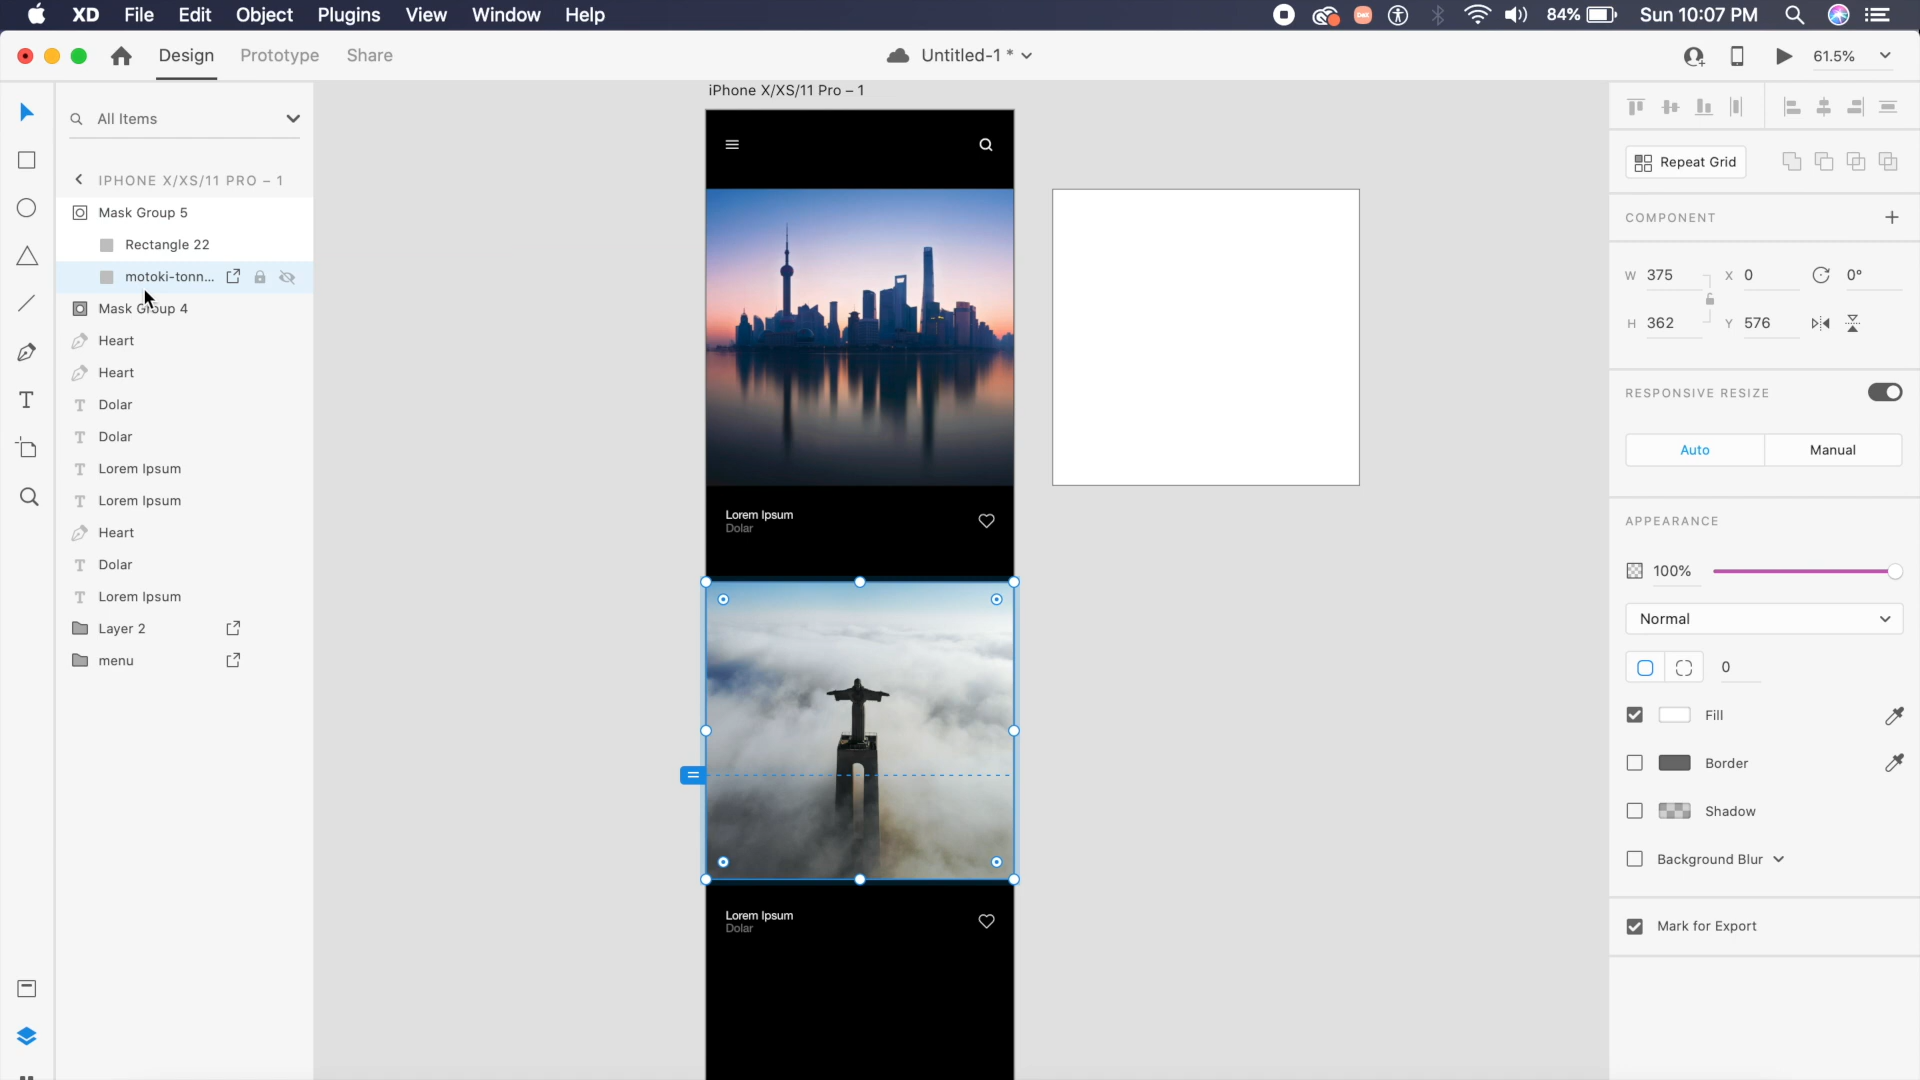 XD File Edit Object Plugins View Window Help
84% Sun 10:07 PM
Design Prototype Share
Untitled-1 *
61.5%
All Items
IPHONE X/XS/11 PRO – 1
Mask Group 5
Rectangle 22
motoki-tonn...
Mask Group 4
Heart
Heart
Dolar
Dolar
Lorem Ipsum
Lorem Ipsum
Heart
Dolar
Lorem Ipsum
Layer 2
menu
iPhone X/XS/11 Pro – 1
Lorem Ipsum
Dolar
Lorem Ipsum
Dolar
Repeat Grid
COMPONENT
W 375 X 0 0°
H 362 Y 576
RESPONSIVE RESIZE
Auto Manual
APPEARANCE
100%
Normal
0
Fill
Border
Shadow
Background Blur
Mark for Export